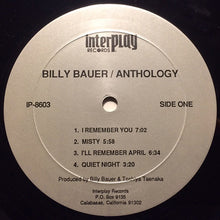 Interplay
RECORDS
BILLY BAUER / ANTHOLOGY
IP-8603
SIDE ONE
1. I REMEMBER YOU 7:02
2. MISTY 5:58
3. I'LL REMEMBER APRIL 6:34
4. QUIET NIGHT 3:20
Produced by Billy Bauer & Toshiya Taenaka
Interplay Records
P.O. Box 9135
Calabasas, California 91302